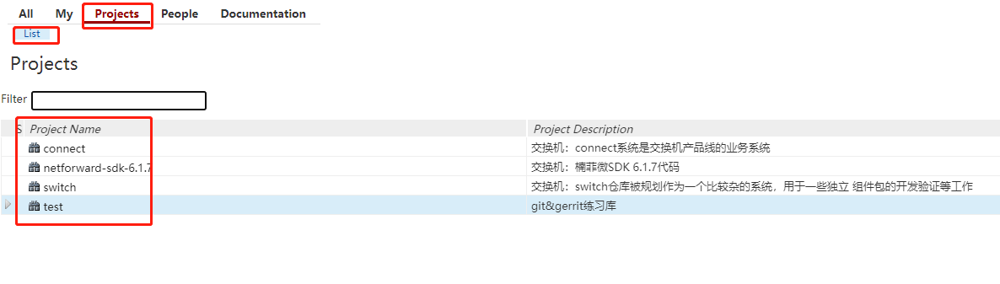 All My Projects People Documentation
List
Projects
Filter
S Project Name Project Description
connect 交换机：connect系统是交换机产品线的业务系统
netforward-sdk-6.1.7 交换机：楠菲微SDK 6.1.7代码
switch 交换机：switch仓库被规划作为一个比较杂的系统，用于一些独立 组件包的开发验证等工作
test git&gerrit练习库